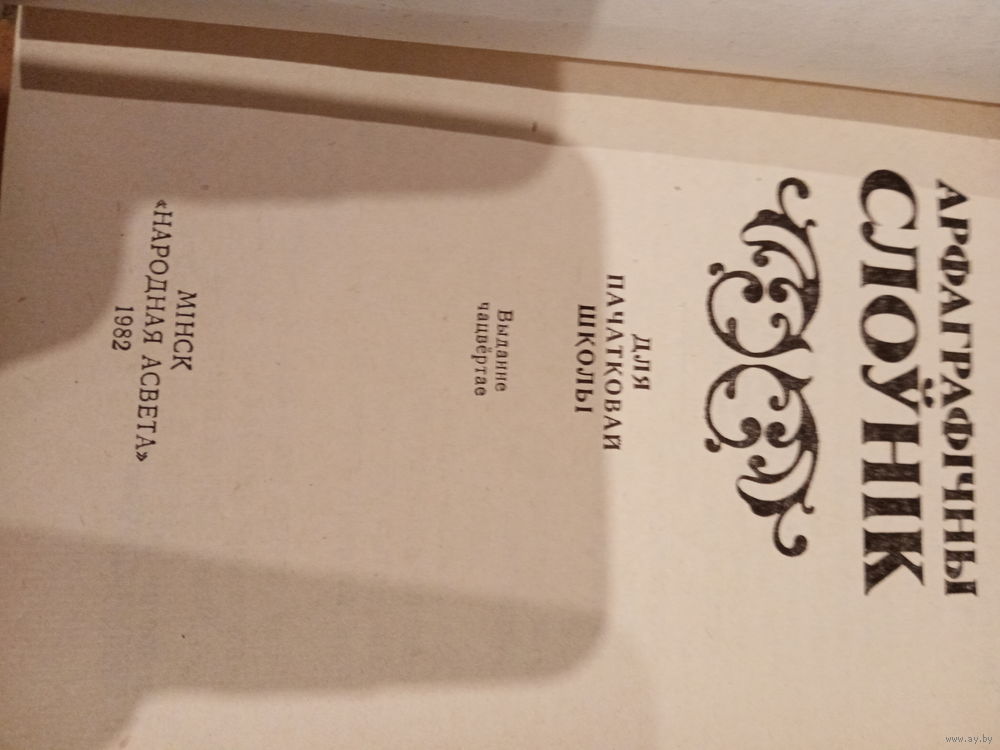 АРФАГРАФІЧНЫ
СЛОЎНІК
ДЛЯ
ПАЧАТКОВАЙ
ШКОЛЫ
Выданне
чацвёртае
МІНСК
«НАРОДНАЯ АСВЕТА»
1982
www.ay.by